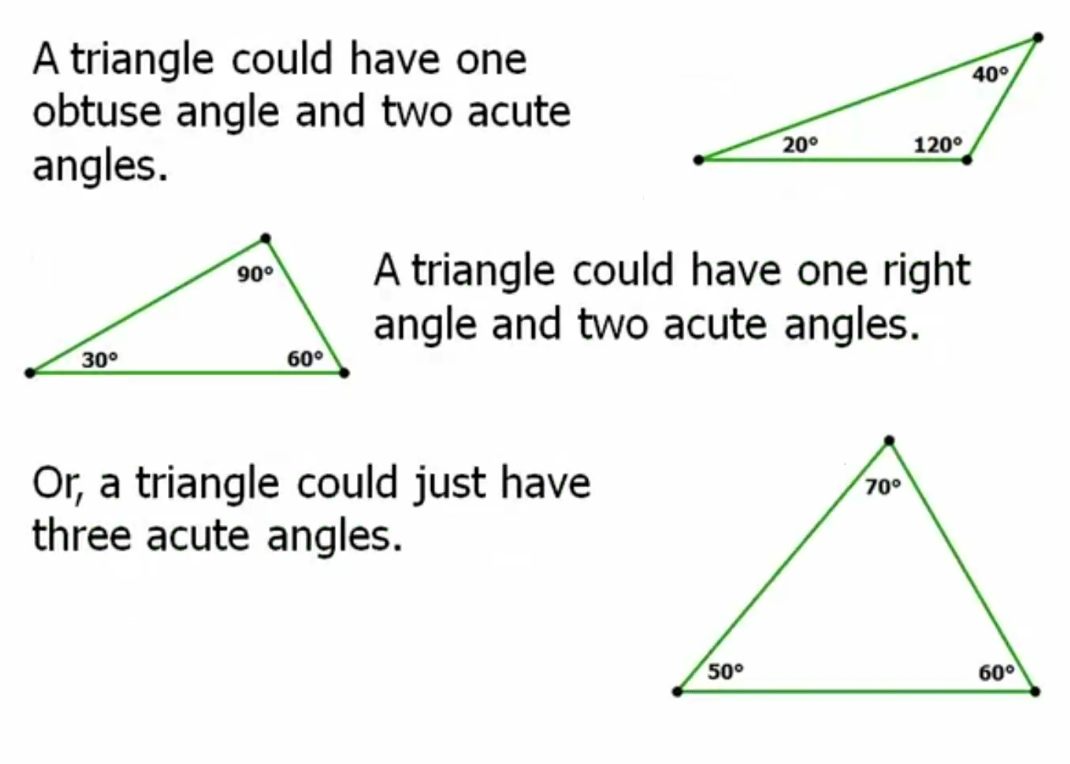 A triangle could have one
obtuse angle and two acute
angles.
40°
20°
120°
90°
30°
60°
A triangle could have one right
angle and two acute angles.
Or, a triangle could just have
three acute angles.
70°
50°
60°